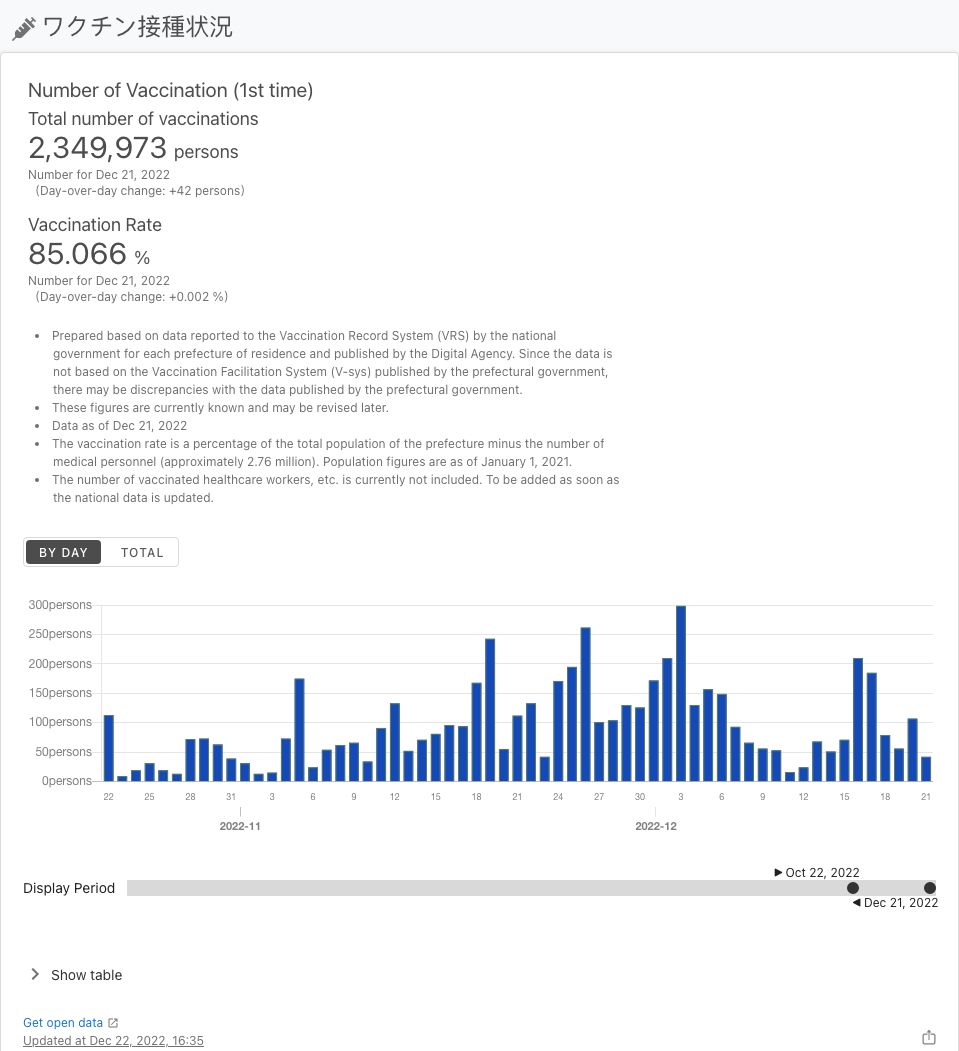 ワクチン接種状況
Number of Vaccination (1st time)
Total number of vaccinations
2,349,973 persons
Number for Dec 21, 2022
(Day-over-day change: +42 persons)
Vaccination Rate
85.066 %
Number for Dec 21, 2022
(Day-over-day change: +0.002 %)
• Prepared based on data reported to the Vaccination Record System (VRS) by the national
government for each prefecture of residence and published by the Digital Agency. Since the data is
not based on the Vaccination Facilitation System (V-sys) published by the prefectural government,
there may be discrepancies with the data published by the prefectural government.
• These figures are currently known and may be revised later.
• Data as of Dec 21, 2022
• The vaccination rate is a percentage of the total population of the prefecture minus the number of
medical personnel (approximately 2.76 million). Population figures are as of January 1, 2021.
• The number of vaccinated healthcare workers, etc. is currently not included. To be added as soon as
the national data is updated.
BY DAY TOTAL
300persons
250persons
200persons
150persons
100persons
50persons
0persons
22 25 28 31 3 6 9 12 15 18 21 24 27 30 3 6 9 12 15 18 21
2022-11 2022-12
Oct 22, 2022
Display Period
Dec 21, 2022
Show table
Get open data
Updated at Dec 22, 2022, 16:35